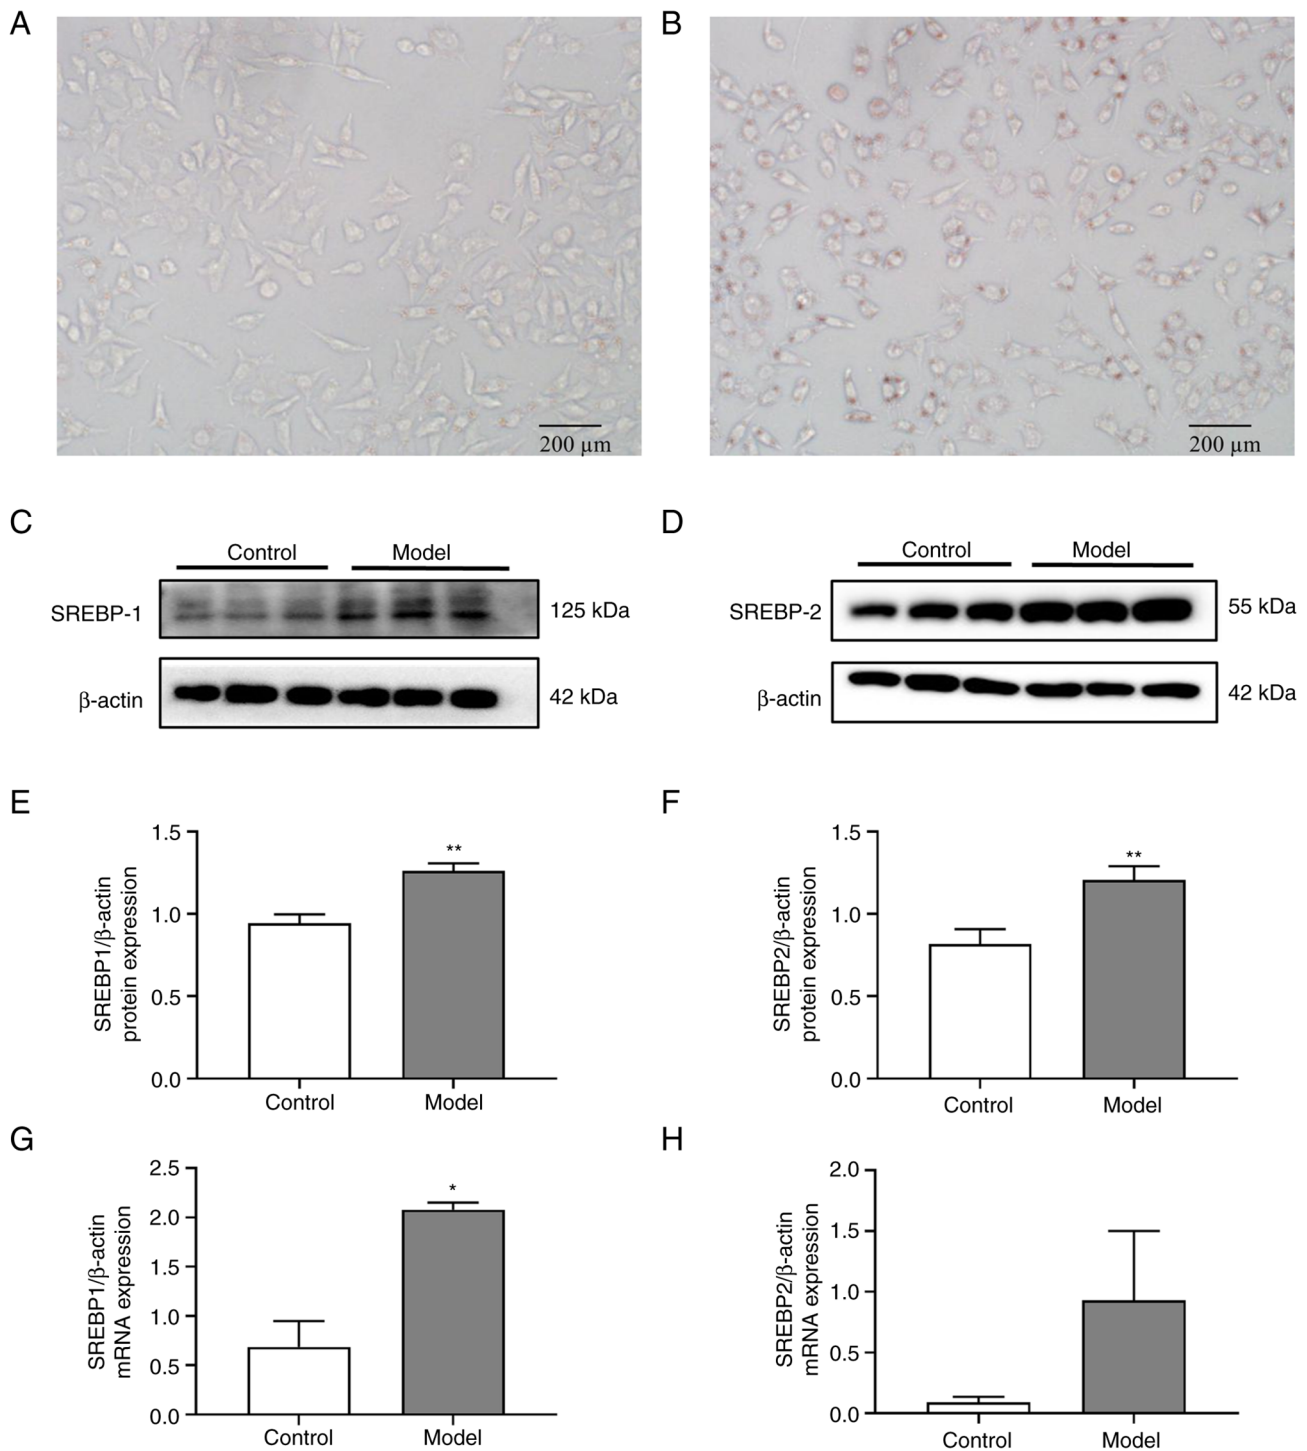 A
B
200 µm
200 µm
C
D
Control Model
SREBP-1
125 kDa
β-actin
42 kDa
Control Model
SREBP-2
55 kDa
β-actin
42 kDa
E
SREBP1/β-actin
protein expression
1.5
1.0
0.5
0.0
**
Control Model
F
SREBP2/β-actin
protein expression
1.5
1.0
0.5
0.0
**
Control Model
G
SREBP1/β-actin
mRNA expression
2.5
2.0
1.5
1.0
0.5
0.0
*
Control Model
H
SREBP2/β-actin
mRNA expression
2.0
1.5
1.0
0.5
0.0
Control Model